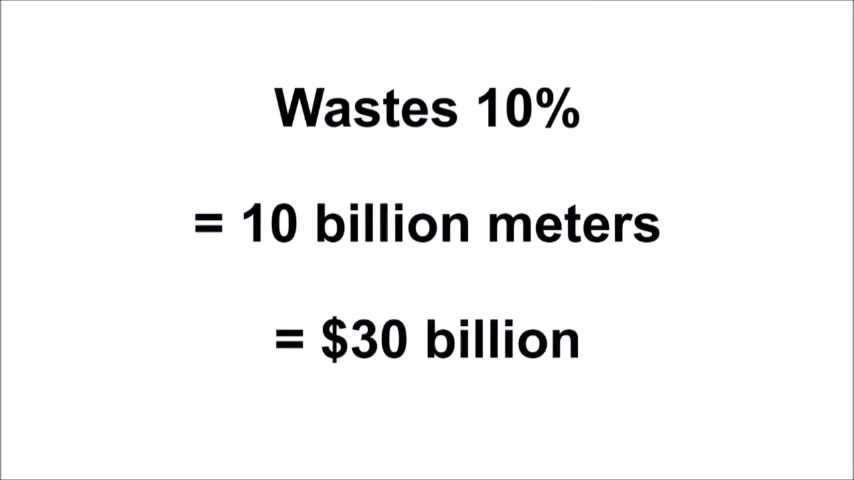 Wastes 10%
= 10 billion meters
= $30 billion